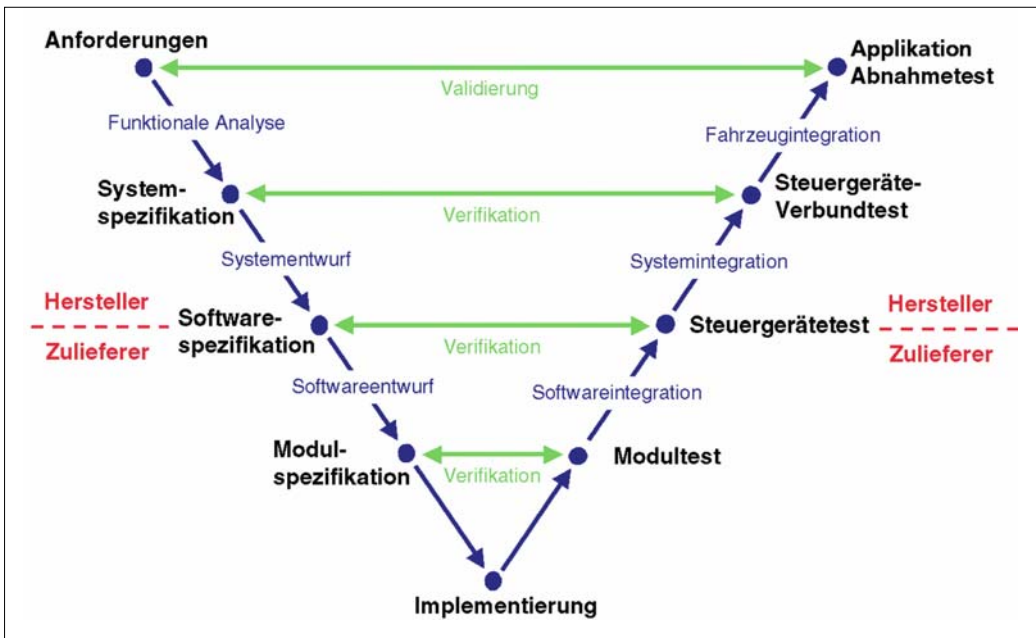 Anforderungen
Applikation
Abnahmetest
Validierung
Funktionale Analyse
Fahrzeugintegration
System-
spezifikation
Steuergeräte-
Verbundtest
Verifikation
Systementwurf
Systemintegration
Hersteller
Zulieferer
Software-
spezifikation
Steuergerätetest
Hersteller
Zulieferer
Verifikation
Softwareentwurf
Softwareintegration
Modul-
spezifikation
Modultest
Verifikation
Implementierung